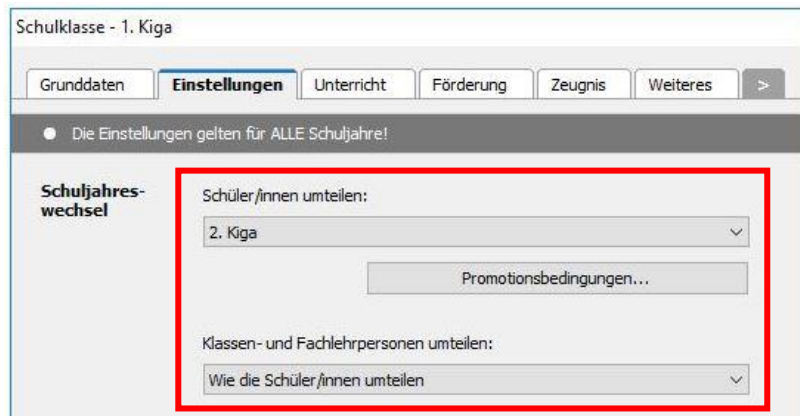 Schulklasse - 1. Kiga
Grunddaten Einstellungen Unterricht Förderung Zeugnis Weiteres >
Die Einstellungen gelten für ALLE Schuljahre!
Schuljahres-
wechsel
Schüler/innen umteilen:
2. Kiga
Promotionsbedingungen...
Klassen- und Fachlehrpersonen umteilen:
Wie die Schüler/innen umteilen